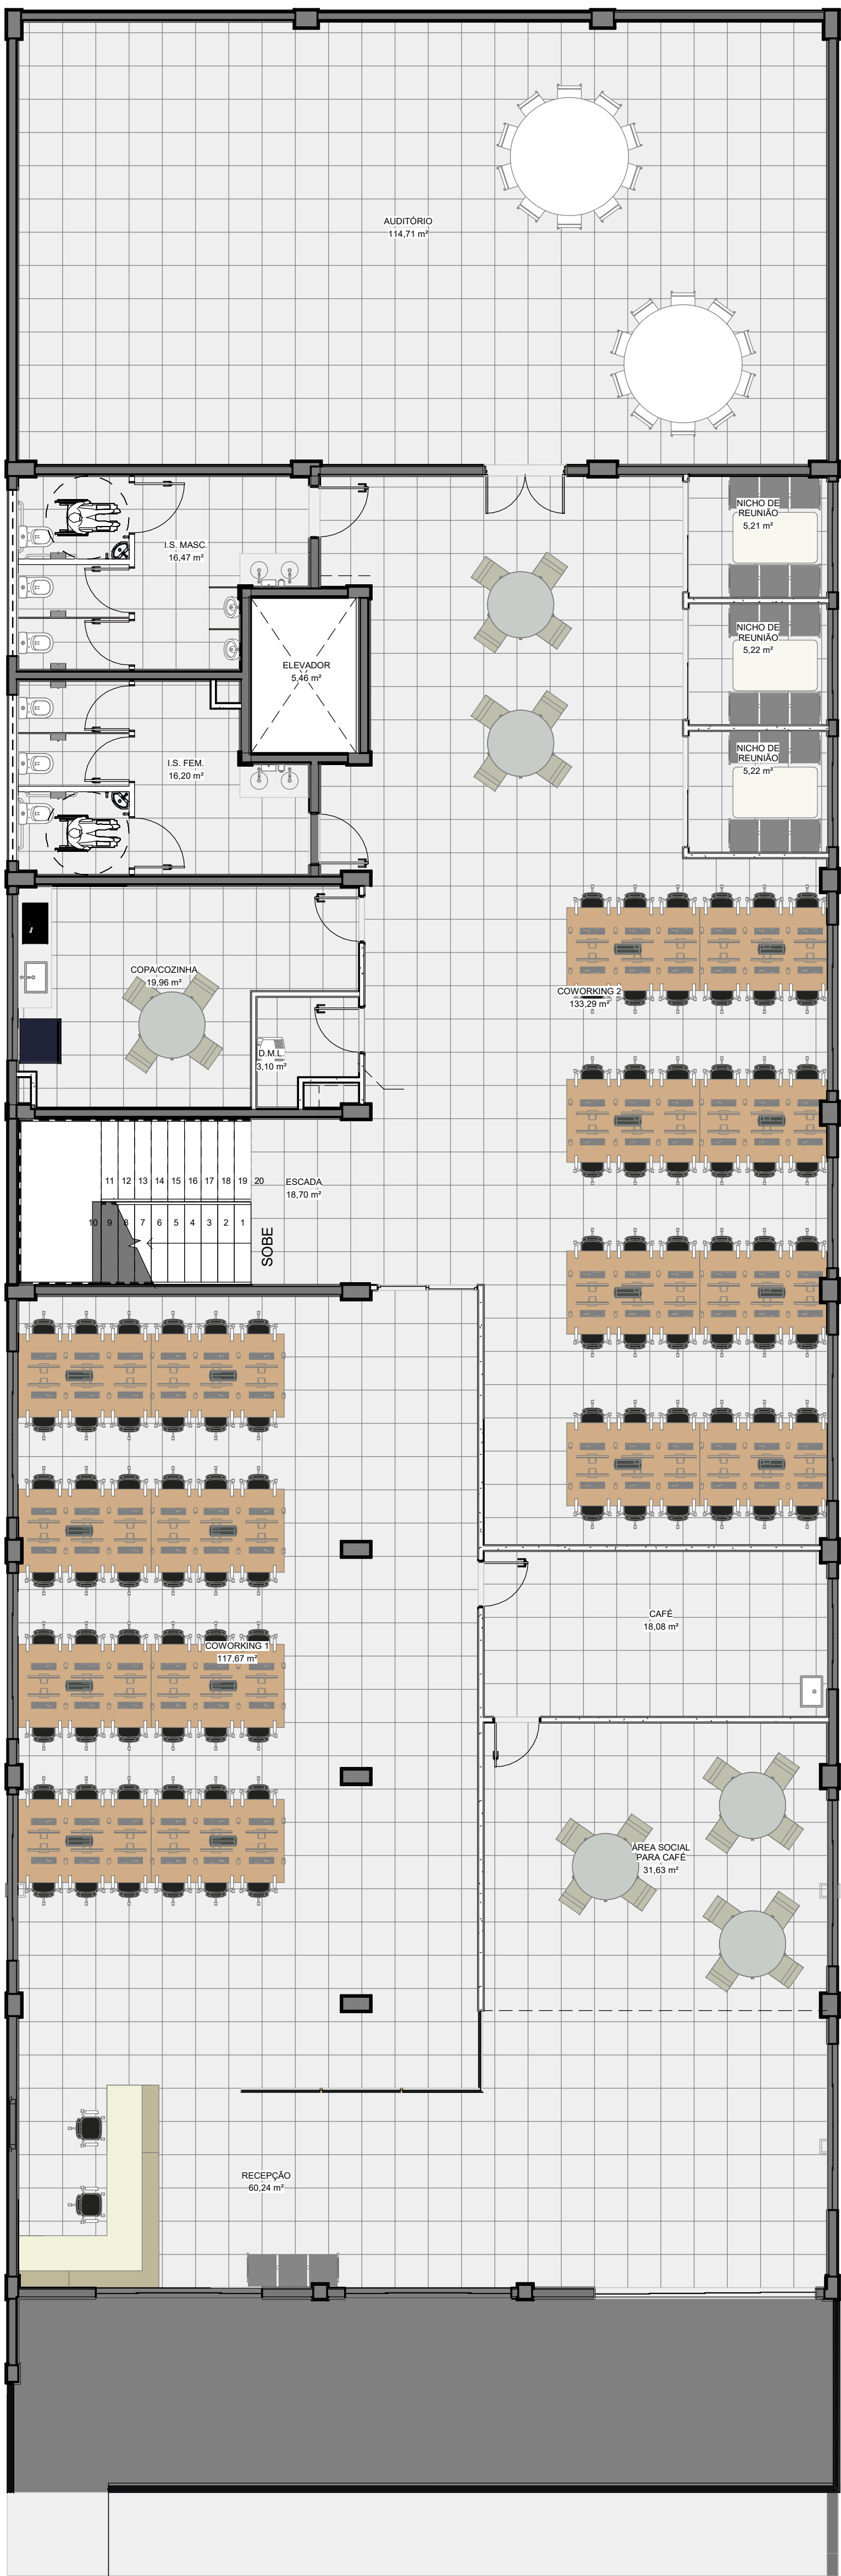 AUDITÓRIO
114,71 m²
NICHO DE
REUNIÃO
5,21 m²
I.S. MASC.
16,47 m²
NICHO DE
REUNIÃO
5,22 m²
ELEVADOR
5,46 m²
NICHO DE
REUNIÃO
5,22 m²
I.S. FEM.
16,20 m²
COPA/COZINHA
19,96 m²
COWORKING 2
133,29 m²
D.M.L.
3,10 m²
11 12 13 14 15 16 17 18 19 20
ESCADA
18,70 m²
10 9 8 7 6 5 4 3 2 1
SOBE
CAFÉ
18,08 m²
COWORKING 1
117,67 m²
ÁREA SOCIAL
PARA CAFÉ
31,63 m²
RECEPÇÃO
60,24 m²